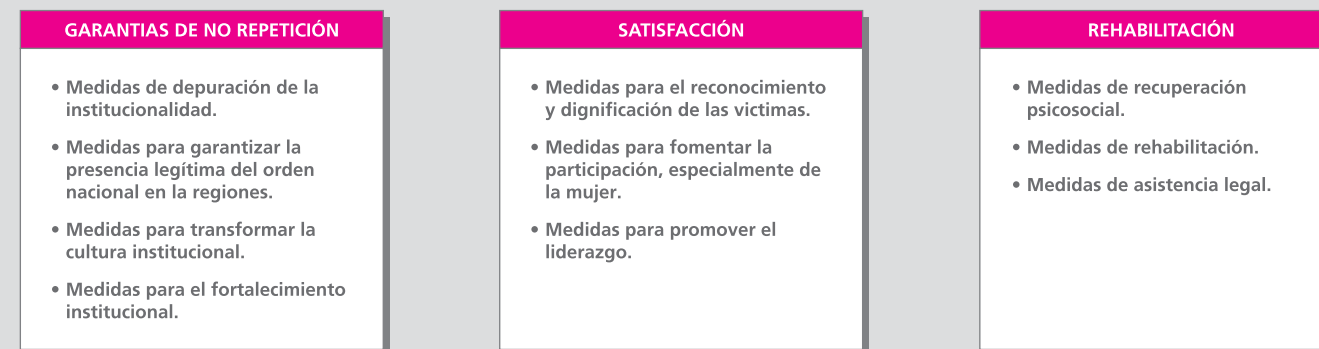 GARANTIAS DE NO REPETICIÓN
• Medidas de depuración de la
institucionalidad.
• Medidas para garantizar la
presencia legítima del orden
nacional en la regiones.
• Medidas para transformar la
cultura institucional.
• Medidas para el fortalecimiento
institucional.
SATISFACCIÓN
• Medidas para el reconocimiento
y dignificación de las victimas.
• Medidas para fomentar la
participación, especialmente de
la mujer.
• Medidas para promover el
liderazgo.
REHABILITACIÓN
• Medidas de recuperación
psicosocial.
• Medidas de rehabilitación.
• Medidas de asistencia legal.